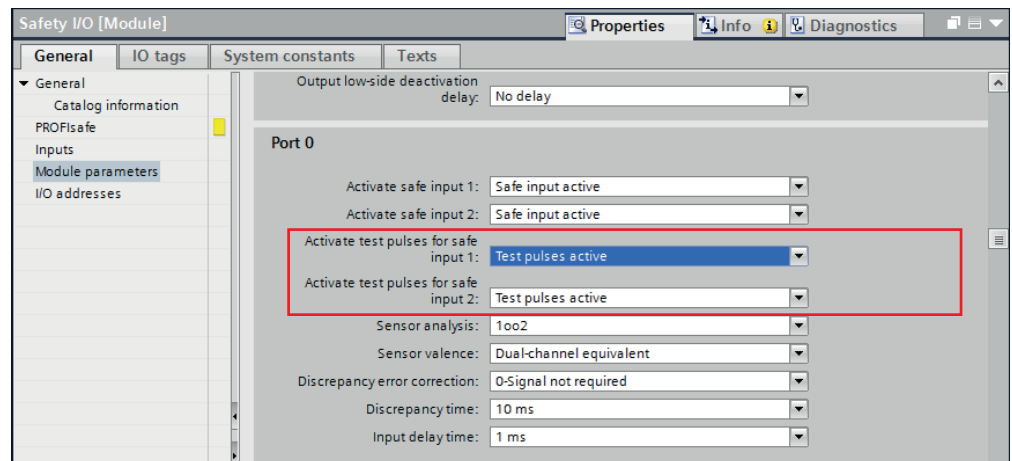 Safety I/O [Module]
Properties
Info
Diagnostics
General
IO tags
System constants
Texts
General
Catalog information
PROFIsafe
Inputs
Module parameters
I/O addresses
Output low-side deactivation
delay: No delay
Port 0
Activate safe input 1: Safe input active
Activate safe input 2: Safe input active
Activate test pulses for safe
input 1: Test pulses active
Activate test pulses for safe
input 2: Test pulses active
Sensor analysis: 1oo2
Sensor valence: Dual-channel equivalent
Discrepancy error correction: 0-Signal not required
Discrepancy time: 10 ms
Input delay time: 1 ms